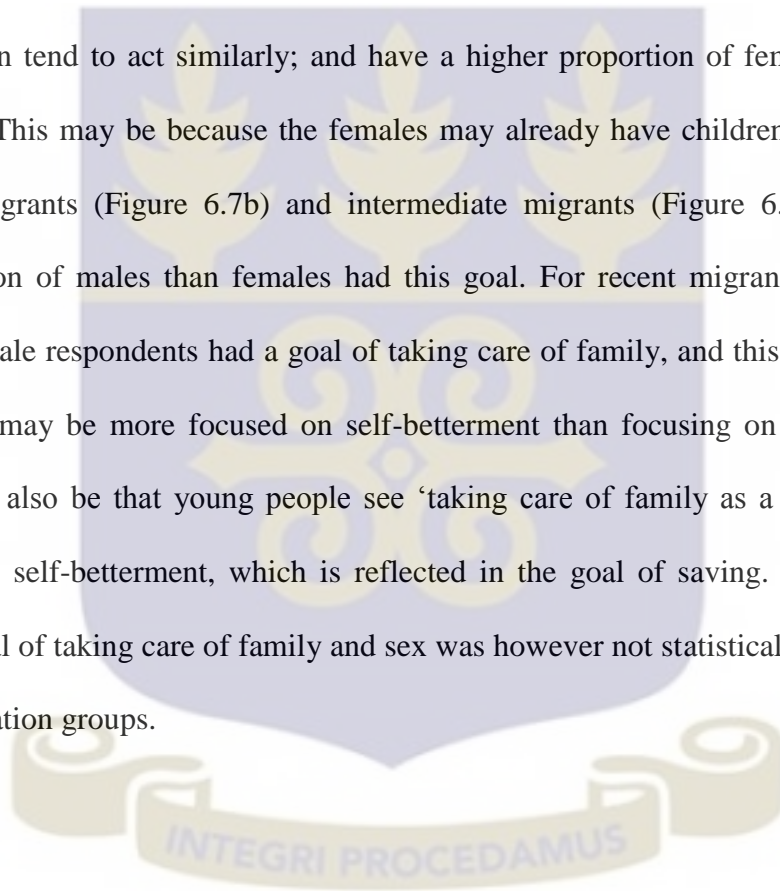 n tend to act similarly; and have a higher proportion of fem
This may be because the females may already have children
grants (Figure 6.7b) and intermediate migrants (Figure 6.
on of males than females had this goal. For recent migran
ale respondents had a goal of taking care of family, and this
may be more focused on self-betterment than focusing on
also be that young people see ‘taking care of family as a
self-betterment, which is reflected in the goal of saving.
al of taking care of family and sex was however not statistical
ation groups.
INTEGRI PROCEDAMUS